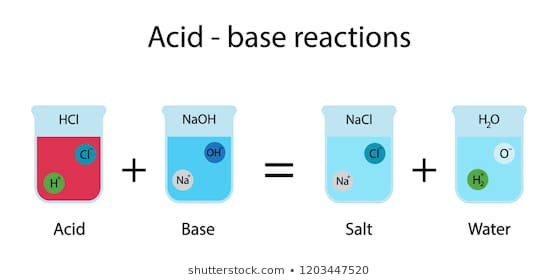 Acid - base reactions
HCl
NaOH
NaCl
H₂O
Cl⁻
OH⁻
Cl⁻
O⁻
H⁺
+
Na⁺
=
Na⁺
+
H₂⁺
Acid
Base
Salt
Water
shutterstock.com • 1203447520